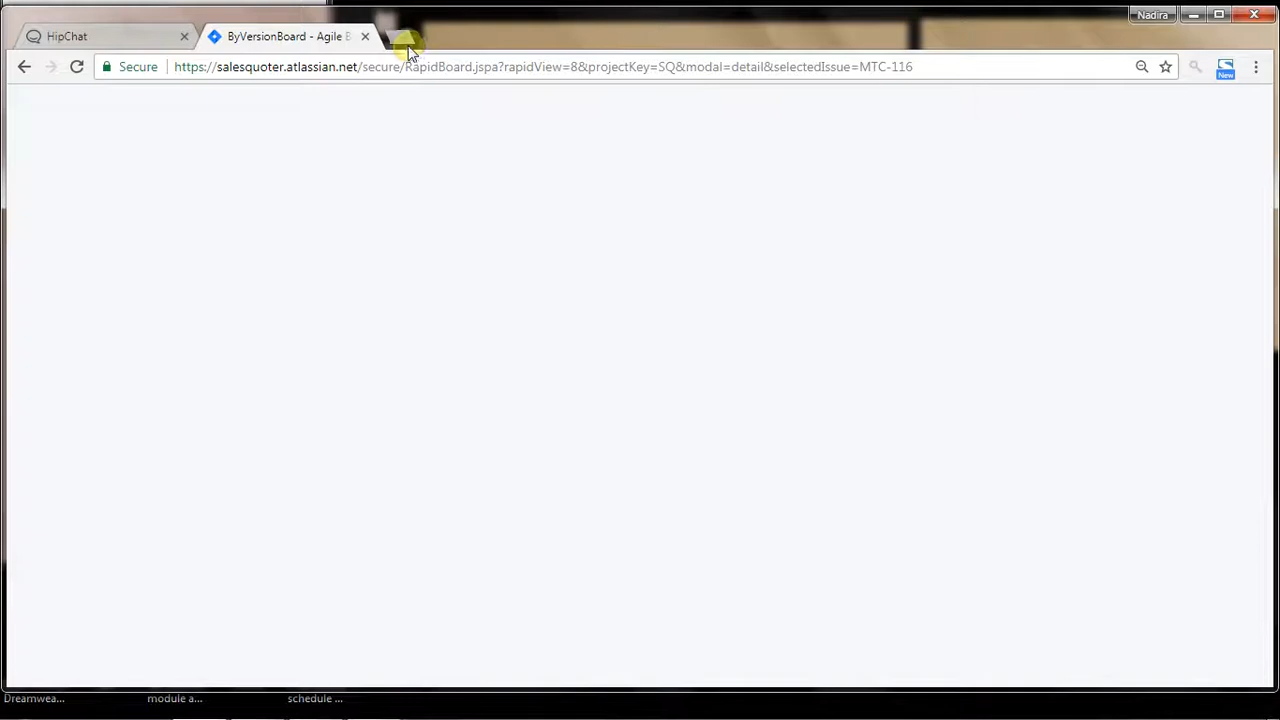 Nadira
HipChat
ByVersionBoard - Agile B
Secure
https://salesquoter.atlassian.net/secure/RapidBoard.jspa?rapidView=8&projectKey=SQ&modal=detail&selectedIssue=MTC-116
New
Dreamwea... module a... schedule ...